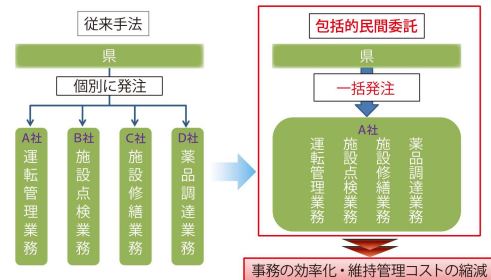 従来手法
県
個別に発注
A社
運転管理業務
B社
施設点検業務
C社
施設修繕業務
D社
薬品調達業務
包括的民間委託
県
一括発注
A社
運転管理業務
施設点検業務
施設修繕業務
薬品調達業務
事務の効率化・維持管理コストの縮減